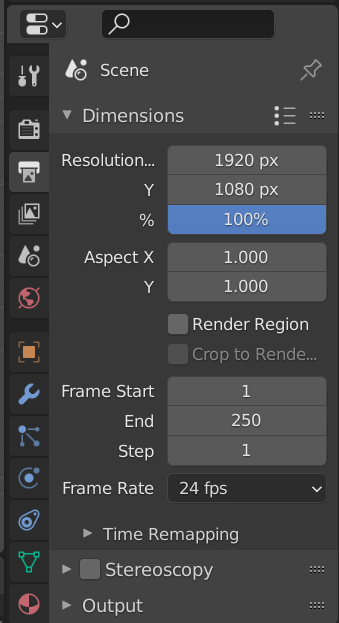 Scene
Dimensions
Resolution... 1920 px
Y 1080 px
% 100%
Aspect X 1.000
Y 1.000
Render Region
Crop to Rende...
Frame Start 1
End 250
Step 1
Frame Rate 24 fps
Time Remapping
Stereoscopy
Output